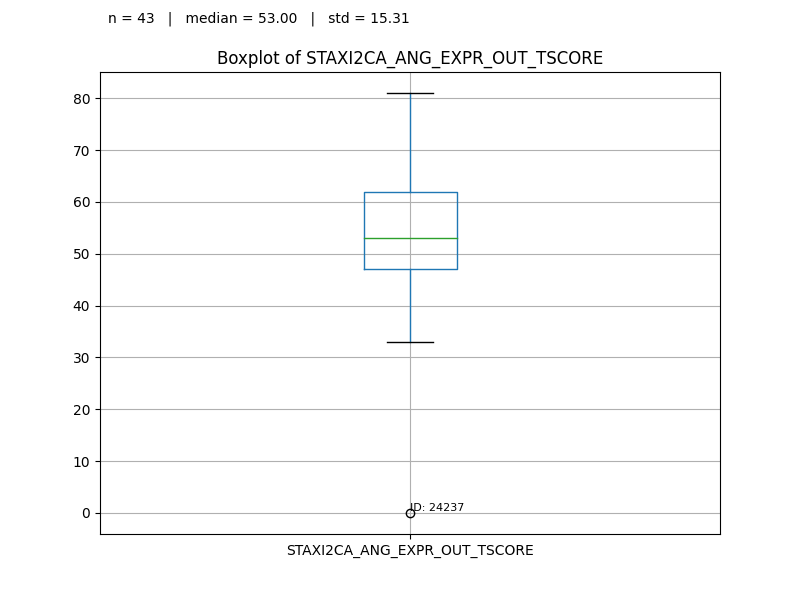 n = 43   |   median = 53.00   |   std = 15.31
Boxplot of STAXI2CA_ANG_EXPR_OUT_TSCORE
80
70
60
50
40
30
20
10
0
ID: 24237
STAXI2CA_ANG_EXPR_OUT_TSCORE